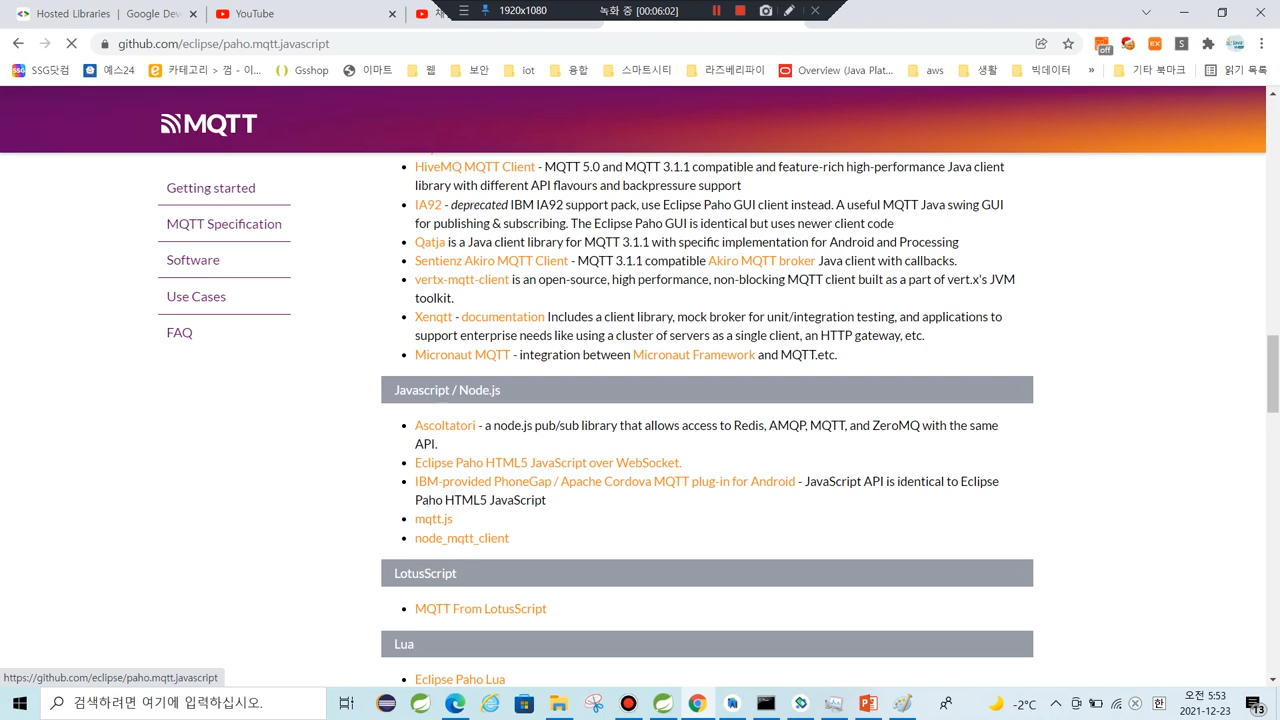 Hosted Libraries | Google Dev
YouTube
채
1920x1080
녹화 중 [00:06:02]
github.com/eclipse/paho.mqtt.javascript
off
SSG닷컴
예스24
카테고리 > 껌 - 이...
Gsshop
이마트
웹
보안
iot
융합
스마트시티
라즈베리파이
Overview (Java Plat...
aws
생활
빅데이터
»
기타 북마크
읽기 목록
MQTT
Getting started
MQTT Specification
Software
Use Cases
FAQ
HiveMQ MQTT Client - MQTT 5.0 and MQTT 3.1.1 compatible and feature-rich high-performance Java client
library with different API flavours and backpressure support
IA92 - deprecated IBM IA92 support pack, use Eclipse Paho GUI client instead. A useful MQTT Java swing GUI
for publishing & subscribing. The Eclipse Paho GUI is identical but uses newer client code
Qatja is a Java client library for MQTT 3.1.1 with specific implementation for Android and Processing
Sentienz Akiro MQTT Client - MQTT 3.1.1 compatible Akiro MQTT broker Java client with callbacks.
vertx-mqtt-client is an open-source, high performance, non-blocking MQTT client built as a part of vert.x's JVM
toolkit.
Xenqtt - documentation Includes a client library, mock broker for unit/integration testing, and applications to
support enterprise needs like using a cluster of servers as a single client, an HTTP gateway, etc.
Micronaut MQTT - integration between Micronaut Framework and MQTT.etc.
Javascript / Node.js
Ascoltatori - a node.js pub/sub library that allows access to Redis, AMQP, MQTT, and ZeroMQ with the same
API.
Eclipse Paho HTML5 JavaScript over WebSocket.
IBM-provided PhoneGap / Apache Cordova MQTT plug-in for Android - JavaScript API is identical to Eclipse
Paho HTML5 JavaScript
mqtt.js
node_mqtt_client
LotusScript
MQTT From LotusScript
Lua
Eclipse Paho Lua
https://github.com/eclipse/paho.mqtt.javascript
검색하려면 여기에 입력하십시오.
-2°C
한
오전 5:53
2021-12-23
13